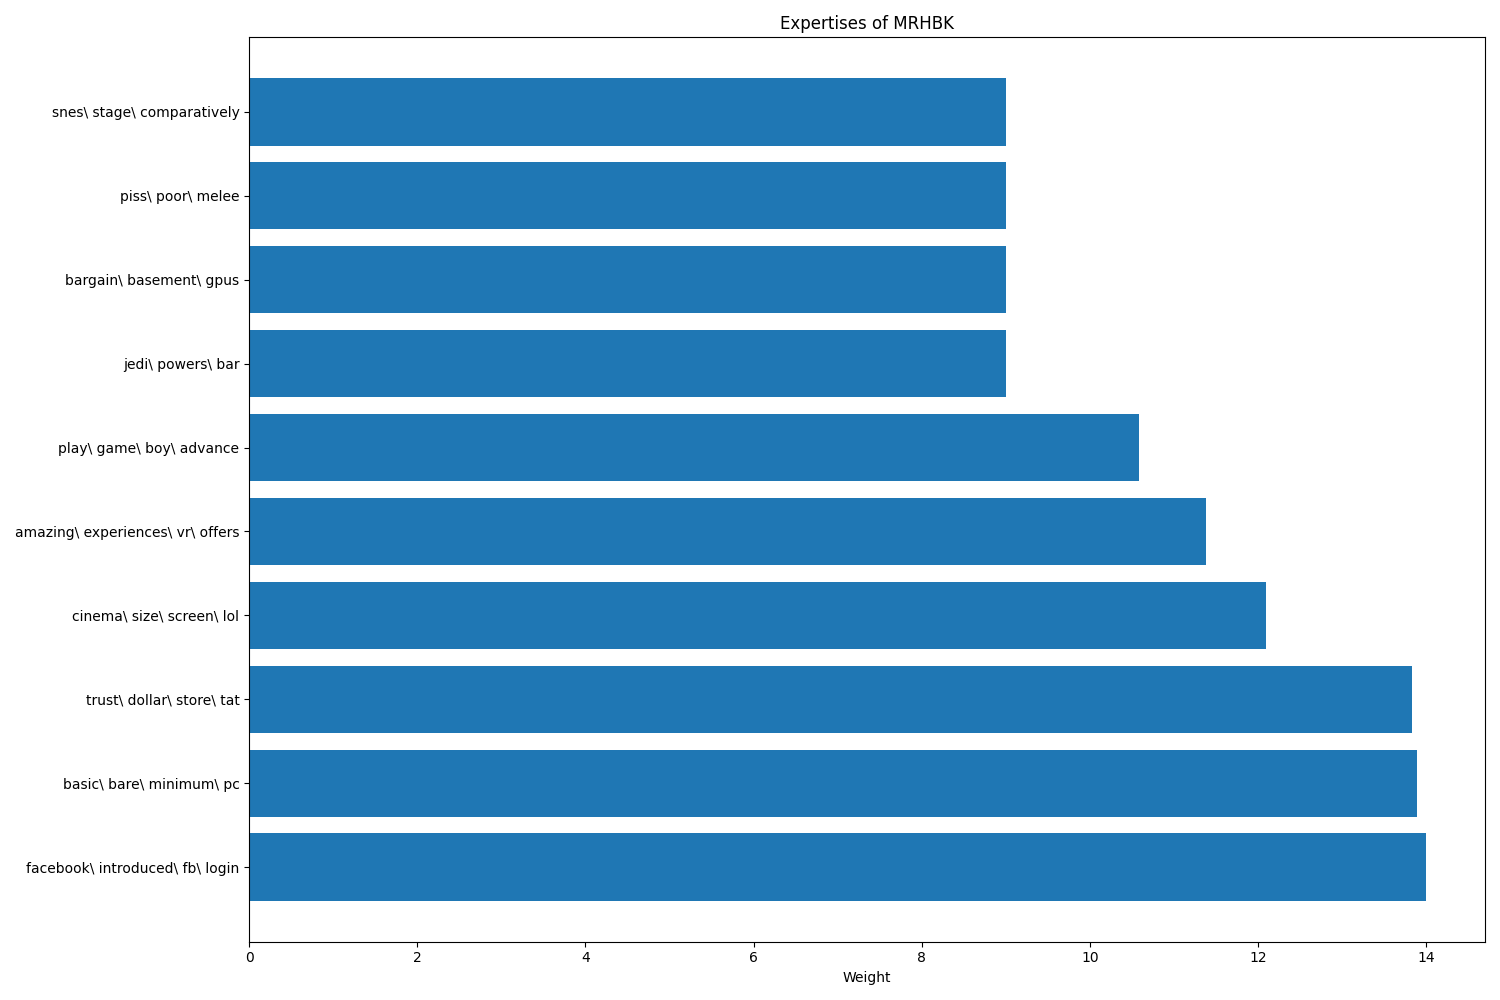 Expertises of MRHBK
snes\ stage\ comparatively
piss\ poor\ melee
bargain\ basement\ gpus
jedi\ powers\ bar
play\ game\ boy\ advance
amazing\ experiences\ vr\ offers
cinema\ size\ screen\ lol
trust\ dollar\ store\ tat
basic\ bare\ minimum\ pc
facebook\ introduced\ fb\ login
0 2 4 6 8 10 12 14
Weight